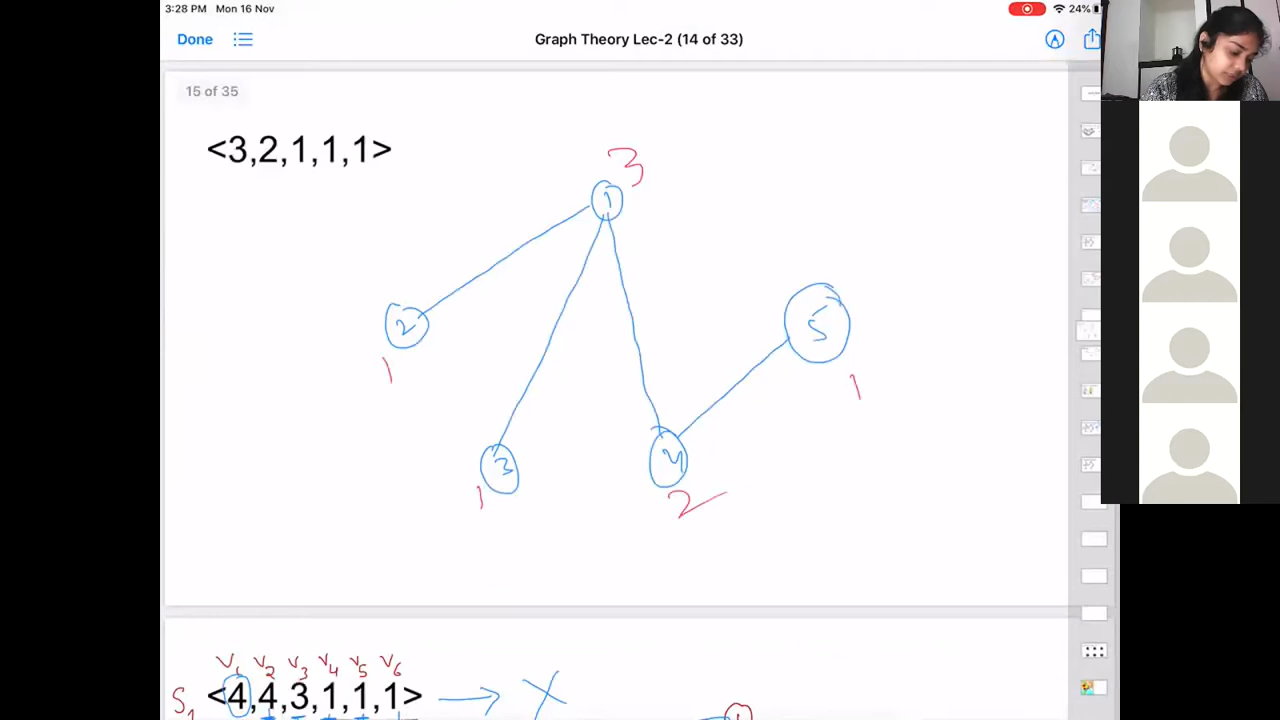 3:28 PM Mon 16 Nov
24%
Done
Graph Theory Lec-2 (14 of 33)
15 of 35
<3,2,1,1,1>
3
1
2
5
1
1
3
4
1
2
V1 V2 V3 V4 V5 V6
S1 <4,4,3,1,1,1> → X
1